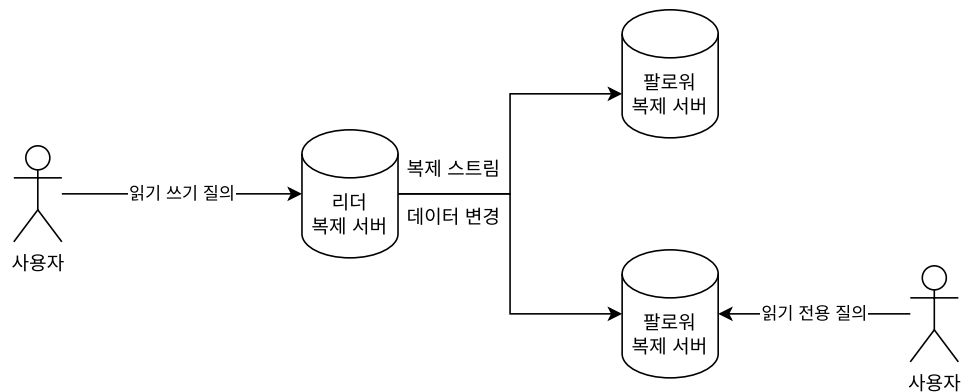 팔로워
복제 서버
복제 스트림
읽기 쓰기 질의
리더
복제 서버
데이터 변경
사용자
팔로워
복제 서버
읽기 전용 질의
사용자